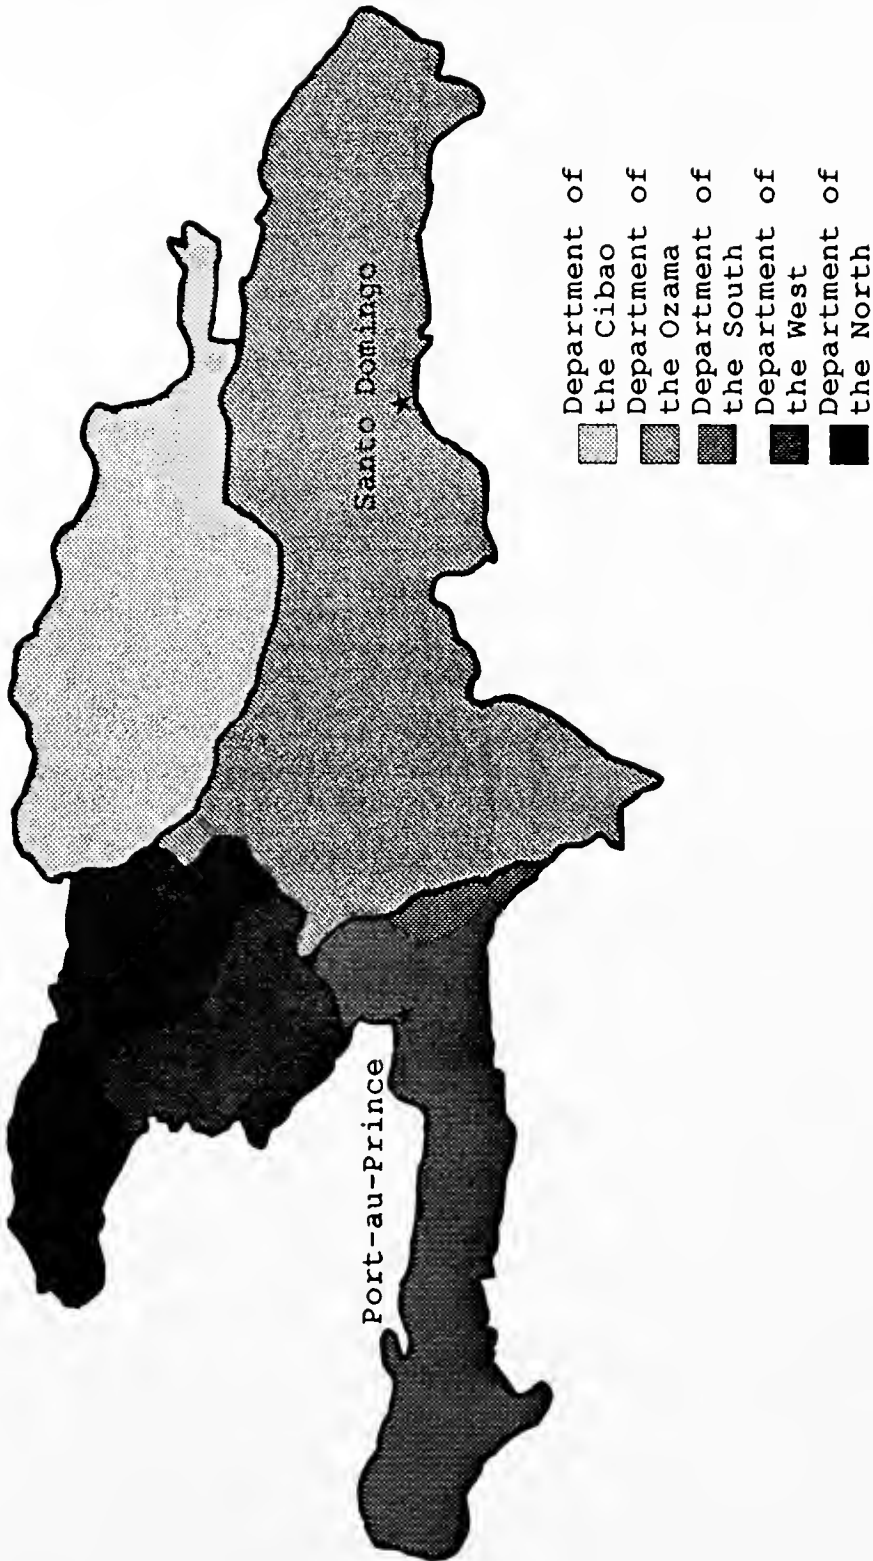 Santo Domingo
Port-au-Prince
Department of
the Cibao
Department of
the Ozama
Department of
the South
Department of
the West
Department of
the North